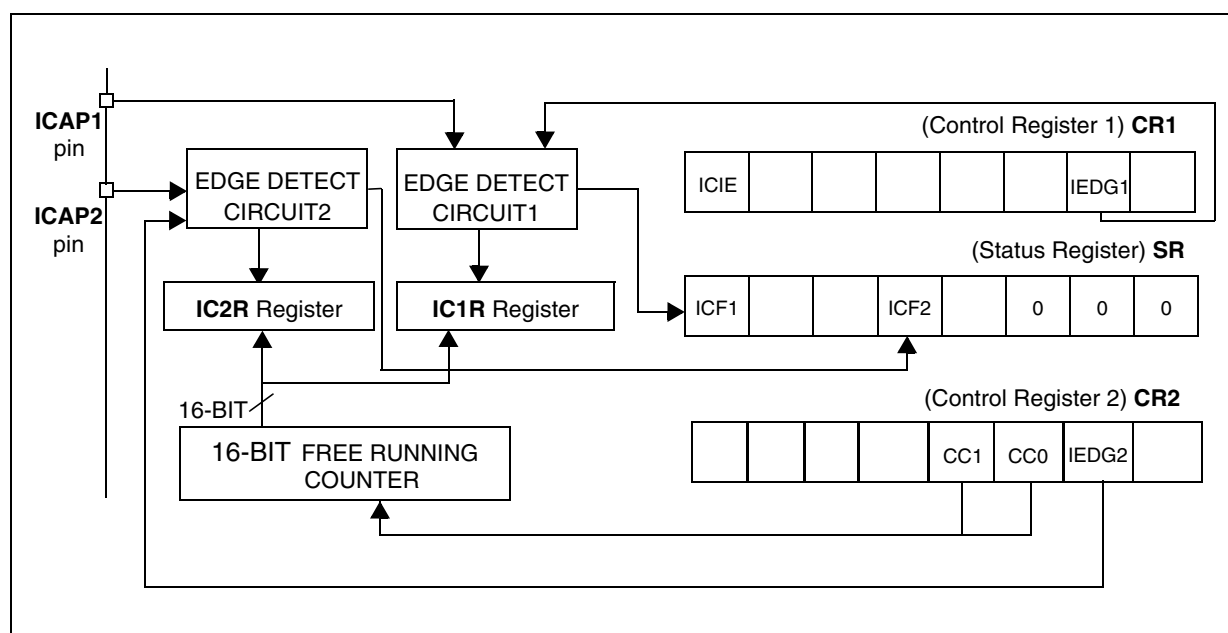 ICAP1
pin
ICAP2
pin
EDGE DETECT
CIRCUIT2
EDGE DETECT
CIRCUIT1
IC2R Register
IC1R Register
16-BIT
16-BIT FREE RUNNING
COUNTER
(Control Register 1) CR1
ICIE IEDG1
(Status Register) SR
ICF1 ICF2 0 0 0
(Control Register 2) CR2
CC1 CC0 IEDG2